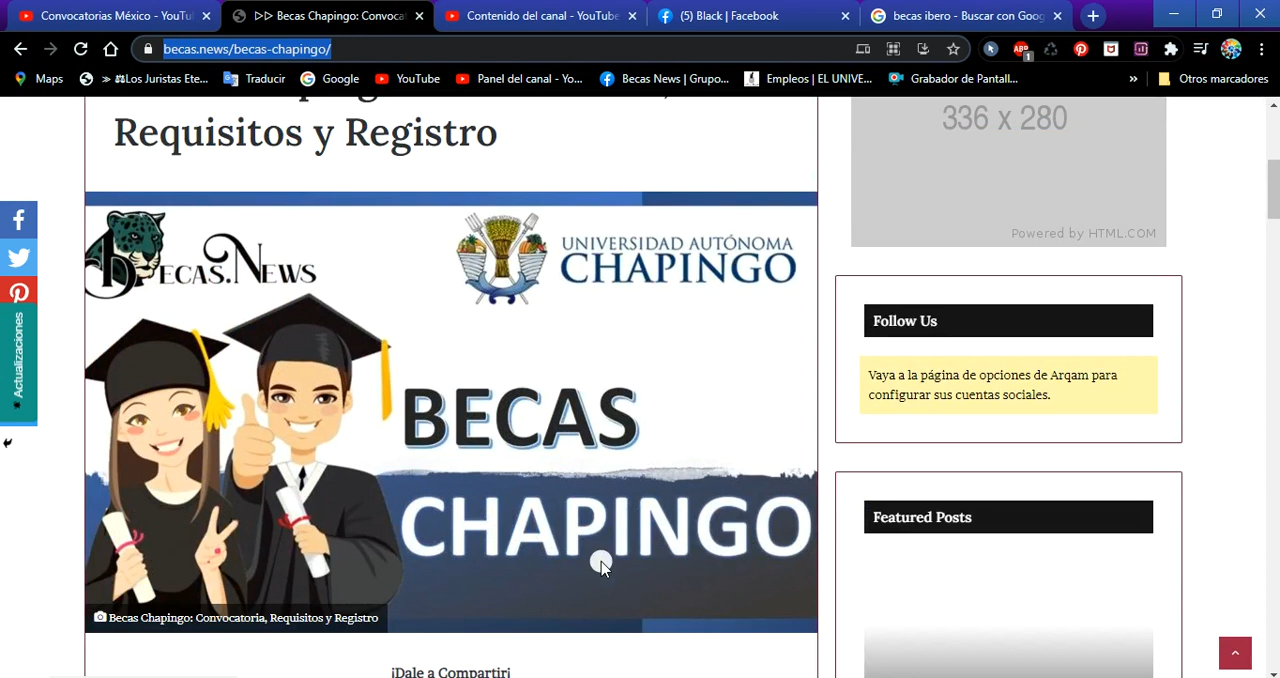 Convocatorias México - YouTu
▷▷ Becas Chapingo: Convoca
Contenido del canal - YouTube
(5) Black | Facebook
becas ibero - Buscar con Goog
becas.news/becas-chapingo/
1
Maps
» ⚖Los Juristas Ete...
Traducir
Google
YouTube
Panel del canal - Yo...
Becas News | Grupo...
Empleos | EL UNIVE...
Grabador de Pantall...
»
Otros marcadores
Requisitos y Registro
336 x 280
Powered by HTML.COM
BECAS.NEWS
UNIVERSIDAD AUTÓNOMA
CHAPINGO
Actualizaciones
Follow Us
Vaya a la página de opciones de Arqam para
configurar sus cuentas sociales.
BECAS
CHAPINGO
Featured Posts
Becas Chapingo: Convocatoria, Requisitos y Registro
¡Dale a Compartir¡